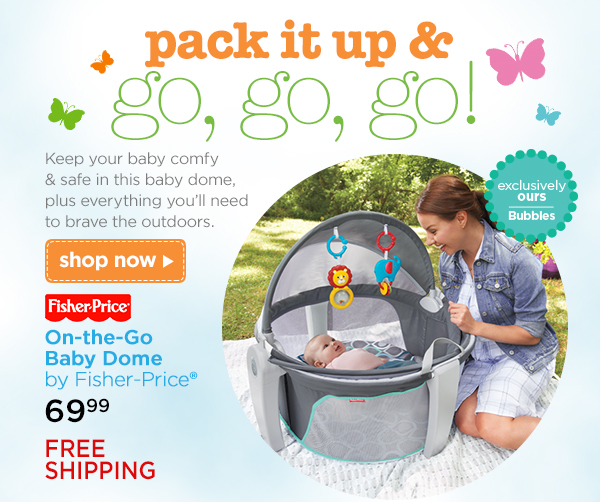 pack it up &
go, go, go!
Keep your baby comfy
& safe in this baby dome,
plus everything you'll need
to brave the outdoors.
shop now
exclusively
ours
Bubbles
Fisher-Price®
On-the-Go
Baby Dome
by Fisher-Price®
69⁹⁹
FREE
SHIPPING